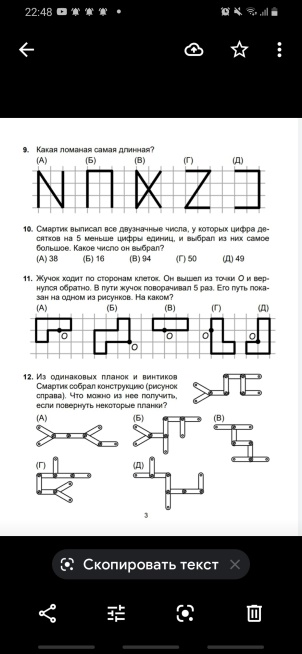 22:48
9. Какая ломаная самая длинная?
(А) (Б) (В) (Г) (Д)
10. Смартик выписал все двузначные числа, у которых цифра де-
сятков на 5 меньше цифры единиц, и выбрал из них самое
большое. Какое число он выбрал?
(А) 38 (Б) 16 (В) 94 (Г) 50 (Д) 49
11. Жучок ходит по сторонам клеток. Он вышел из точки O и вер-
нулся обратно. В пути жучок поворачивал 5 раз. Его путь пока-
зан на одном из рисунков. На каком?
(А) (Б) (В) (Г) (Д)
O O O O O
12. Из одинаковых планок и винтиков
Смартик собрал конструкцию (рисунок
справа). Что можно из нее получить,
если повернуть некоторые планки?
(А) (Б) (В)
(Г) (Д)
3
Скопировать текст